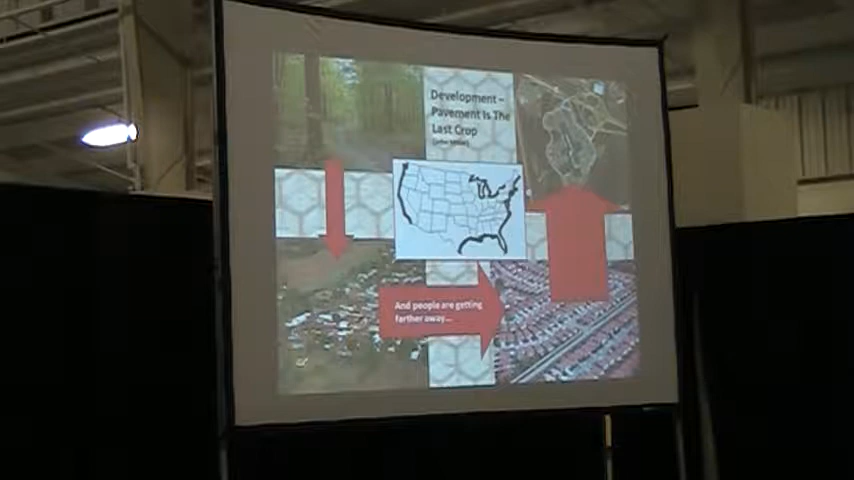 Development –
Pavement Is The
Last Crop
And people are getting
farther away...